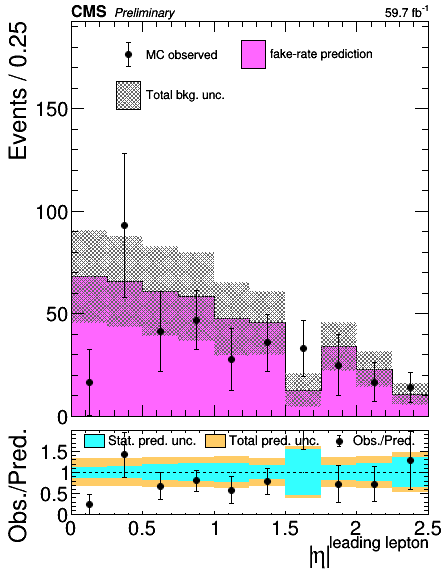 CMS Preliminary 59.7 fb⁻¹
Events / 0.25
MC observed
fake-rate prediction
Total bkg. unc.
150
100
50
0
Obs./Pred.
Stat. pred. unc.
Total pred. unc.
Obs./Pred.
1.5
1
0.5
0
0 0.5 1 1.5 2 2.5
|η|^leading lepton